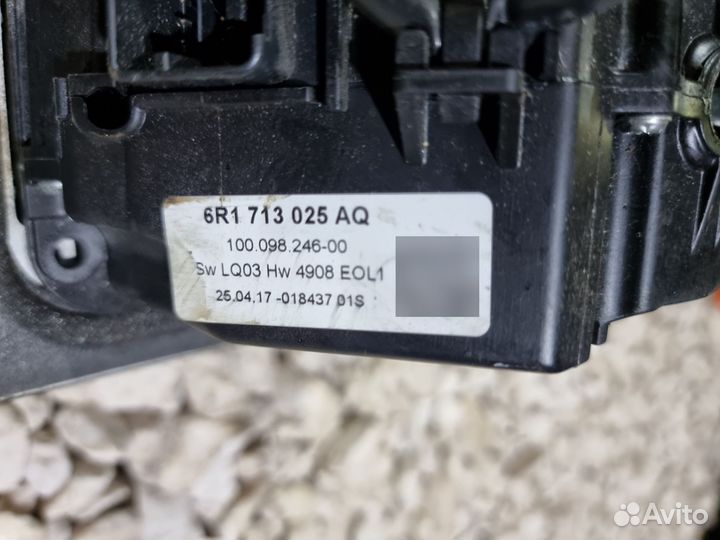 6R1 713 025 AQ
100.098.246-00
Sw LQ03 Hw 4908 EOL1
25.04.17 -018437 01S
Avito